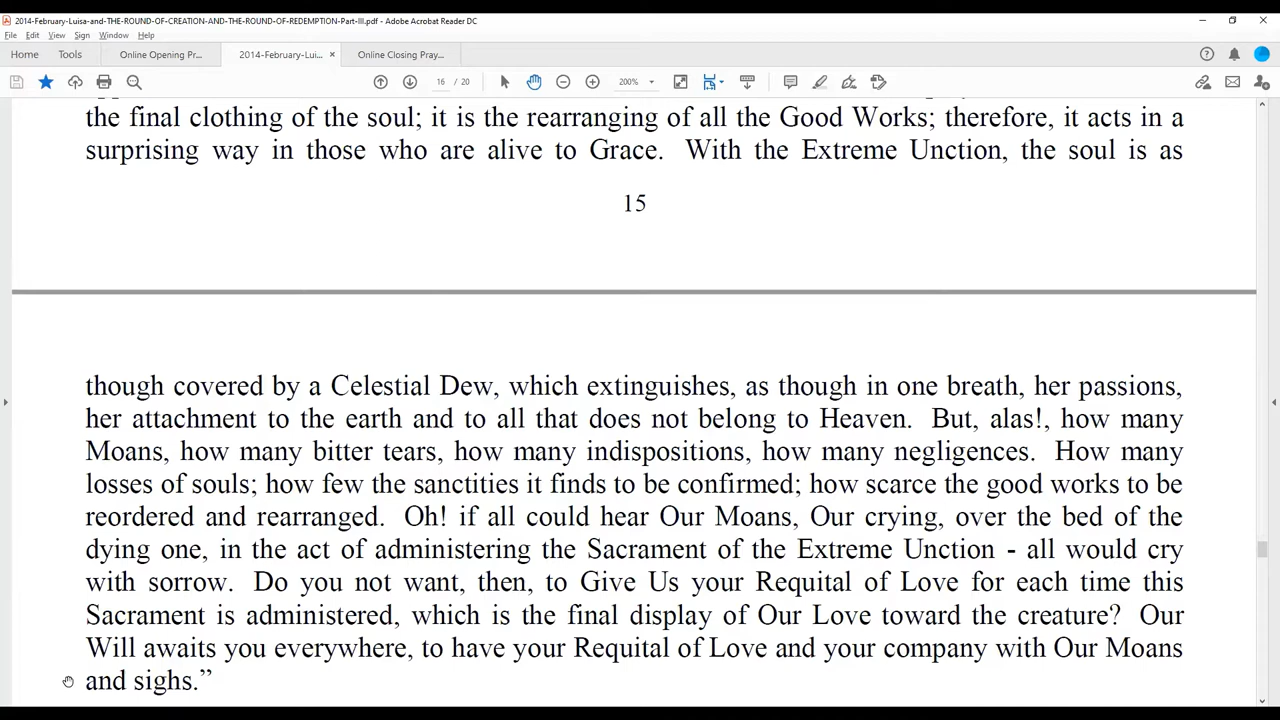 2014-February-Luisa-and-THE-ROUND-OF-CREATION-AND-THE-ROUND-OF-REDEMPTION-Part-III.pdf - Adobe Acrobat Reader DC
File Edit View Sign Window Help
Home Tools Online Opening Pr... 2014-February-Lui... × Online Closing Pray...
16 / 20 200%
the final clothing of the soul; it is the rearranging of all the Good Works; therefore, it acts in a
surprising way in those who are alive to Grace. With the Extreme Unction, the soul is as
15
though covered by a Celestial Dew, which extinguishes, as though in one breath, her passions,
her attachment to the earth and to all that does not belong to Heaven. But, alas!, how many
Moans, how many bitter tears, how many indispositions, how many negligences. How many
losses of souls; how few the sanctities it finds to be confirmed; how scarce the good works to be
reordered and rearranged. Oh! if all could hear Our Moans, Our crying, over the bed of the
dying one, in the act of administering the Sacrament of the Extreme Unction - all would cry
with sorrow. Do you not want, then, to Give Us your Requital of Love for each time this
Sacrament is administered, which is the final display of Our Love toward the creature? Our
Will awaits you everywhere, to have your Requital of Love and your company with Our Moans
and sighs.”